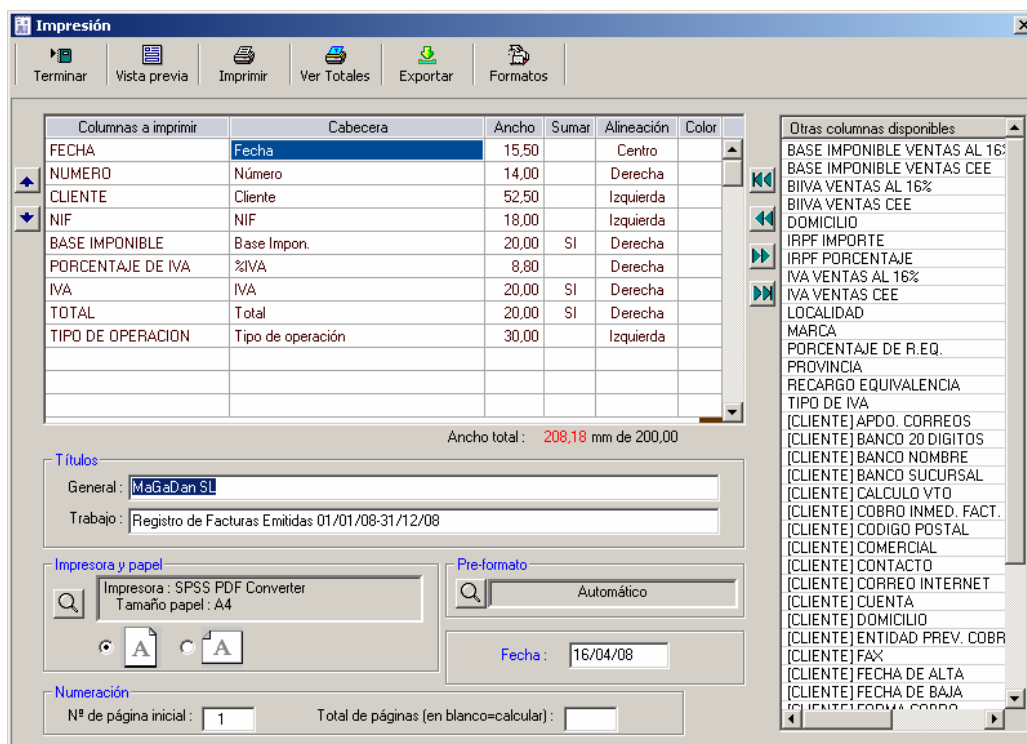 Impresión
Terminar Vista previa Imprimir Ver Totales Exportar Formatos
Columnas a imprimir Cabecera Ancho Sumar Alineación Color
FECHA Fecha 15,50 Centro
NUMERO Número 14,00 Derecha
CLIENTE Cliente 52,50 Izquierda
NIF NIF 18,00 Izquierda
BASE IMPONIBLE Base Impon. 20,00 SI Derecha
PORCENTAJE DE IVA %IVA 8,80 Derecha
IVA IVA 20,00 SI Derecha
TOTAL Total 20,00 SI Derecha
TIPO DE OPERACION Tipo de operación 30,00 Izquierda
Ancho total : 208,18 mm de 200,00
Títulos
General : MaGaDan SL
Trabajo : Registro de Facturas Emitidas 01/01/08-31/12/08
Impresora y papel
Impresora : SPSS PDF Converter
Tamaño papel : A4
A A
Pre-formato
Automático
Fecha : 16/04/08
Numeración
Nº de página inicial : 1 Total de páginas (en blanco=calcular) :
Otras columnas disponibles
BASE IMPONIBLE VENTAS AL 16%
BASE IMPONIBLE VENTAS CEE
BIIVA VENTAS AL 16%
BIIVA VENTAS CEE
DOMICILIO
IRPF IMPORTE
IRPF PORCENTAJE
IVA VENTAS AL 16%
IVA VENTAS CEE
LOCALIDAD
MARCA
PORCENTAJE DE R.EQ.
PROVINCIA
RECARGO EQUIVALENCIA
TIPO DE IVA
[CLIENTE] APDO. CORREOS
[CLIENTE] BANCO 20 DIGITOS
[CLIENTE] BANCO NOMBRE
[CLIENTE] BANCO SUCURSAL
[CLIENTE] CALCULO VTO
[CLIENTE] COBRO INMED. FACT.
[CLIENTE] CODIGO POSTAL
[CLIENTE] COMERCIAL
[CLIENTE] CONTACTO
[CLIENTE] CORREO INTERNET
[CLIENTE] CUENTA
[CLIENTE] DOMICILIO
[CLIENTE] ENTIDAD PREV. COBR
[CLIENTE] FAX
[CLIENTE] FECHA DE ALTA
[CLIENTE] FECHA DE BAJA
[CLIENTE] FORMA COBRO